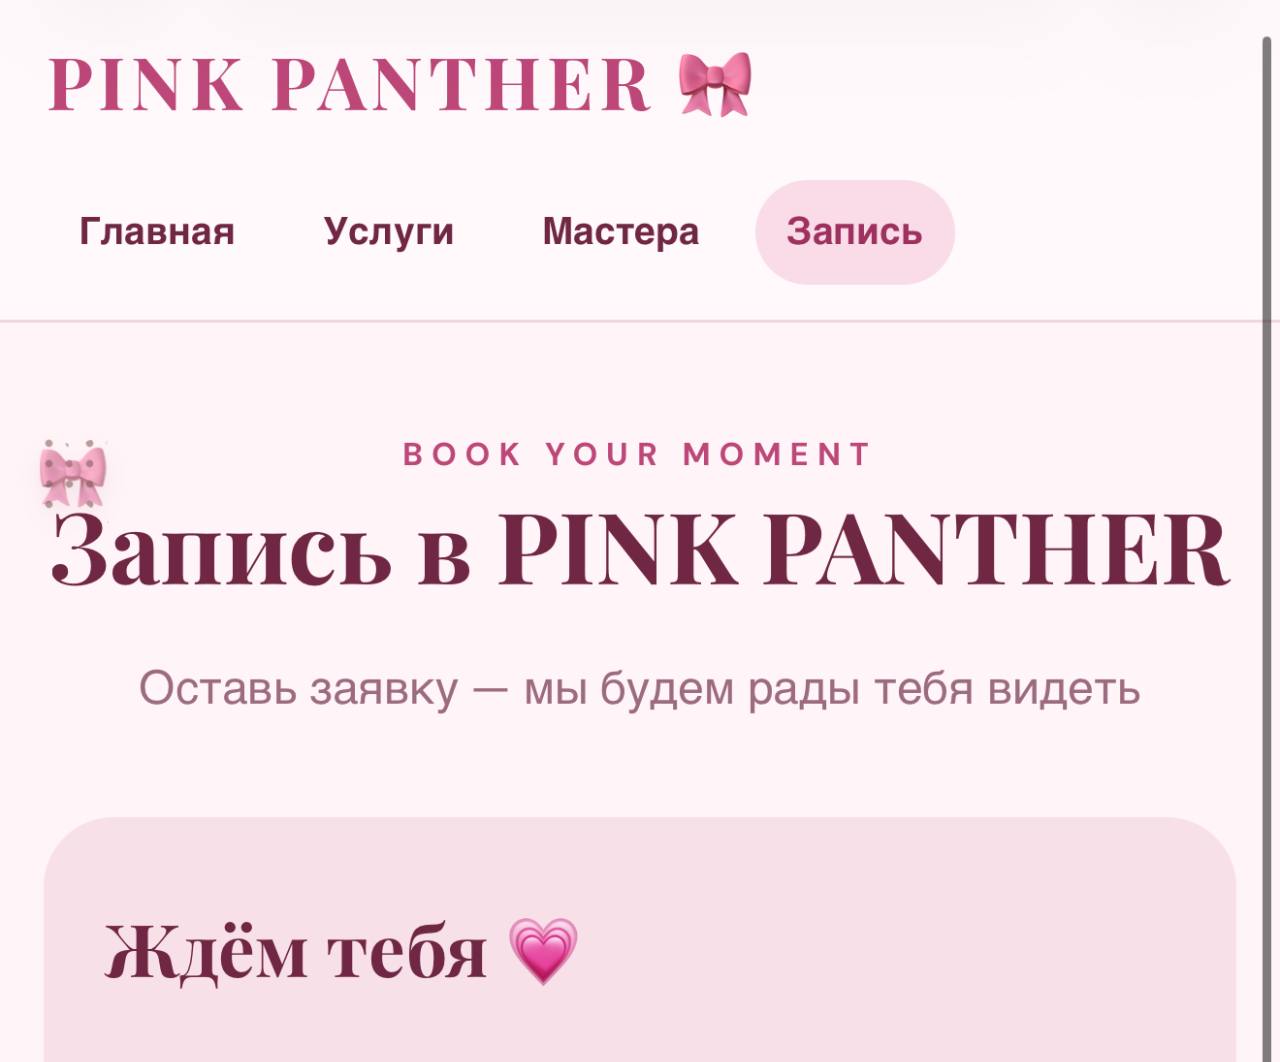 PINK PANTHER 🎀
Главная Услуги Мастера Запись
BOOK YOUR MOMENT
Запись в PINK PANTHER
Оставь заявку — мы будем рады тебя видеть
Ждём тебя 💗